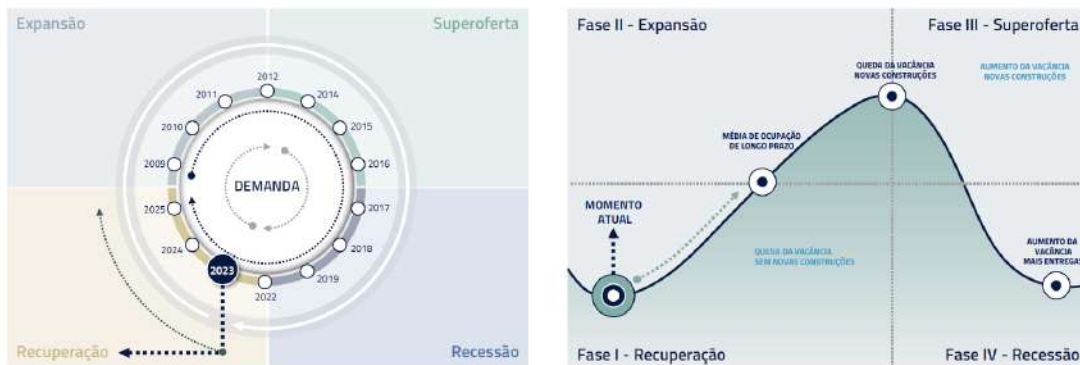 Expansão
Superoferta
2012
2011
2014
2010
2015
2009
2016
DEMANDA
2025
2017
2024
2018
2023
2019
2022
Recuperação
Recessão
Fase II - Expansão
Fase III - Superoferta
QUEDA DA VACÂNCIA
NOVAS CONSTRUÇÕES
AUMENTO DA VACÂNCIA
NOVAS CONSTRUÇÕES
MÉDIA DE OCUPAÇÃO
DE LONGO PRAZO
MOMENTO
ATUAL
QUEDA DA VACÂNCIA
SEM NOVAS CONSTRUÇÕES
AUMENTO DA
VACÂNCIA
MAIS ENTREGAS
Fase I - Recuperação
Fase IV - Recessão